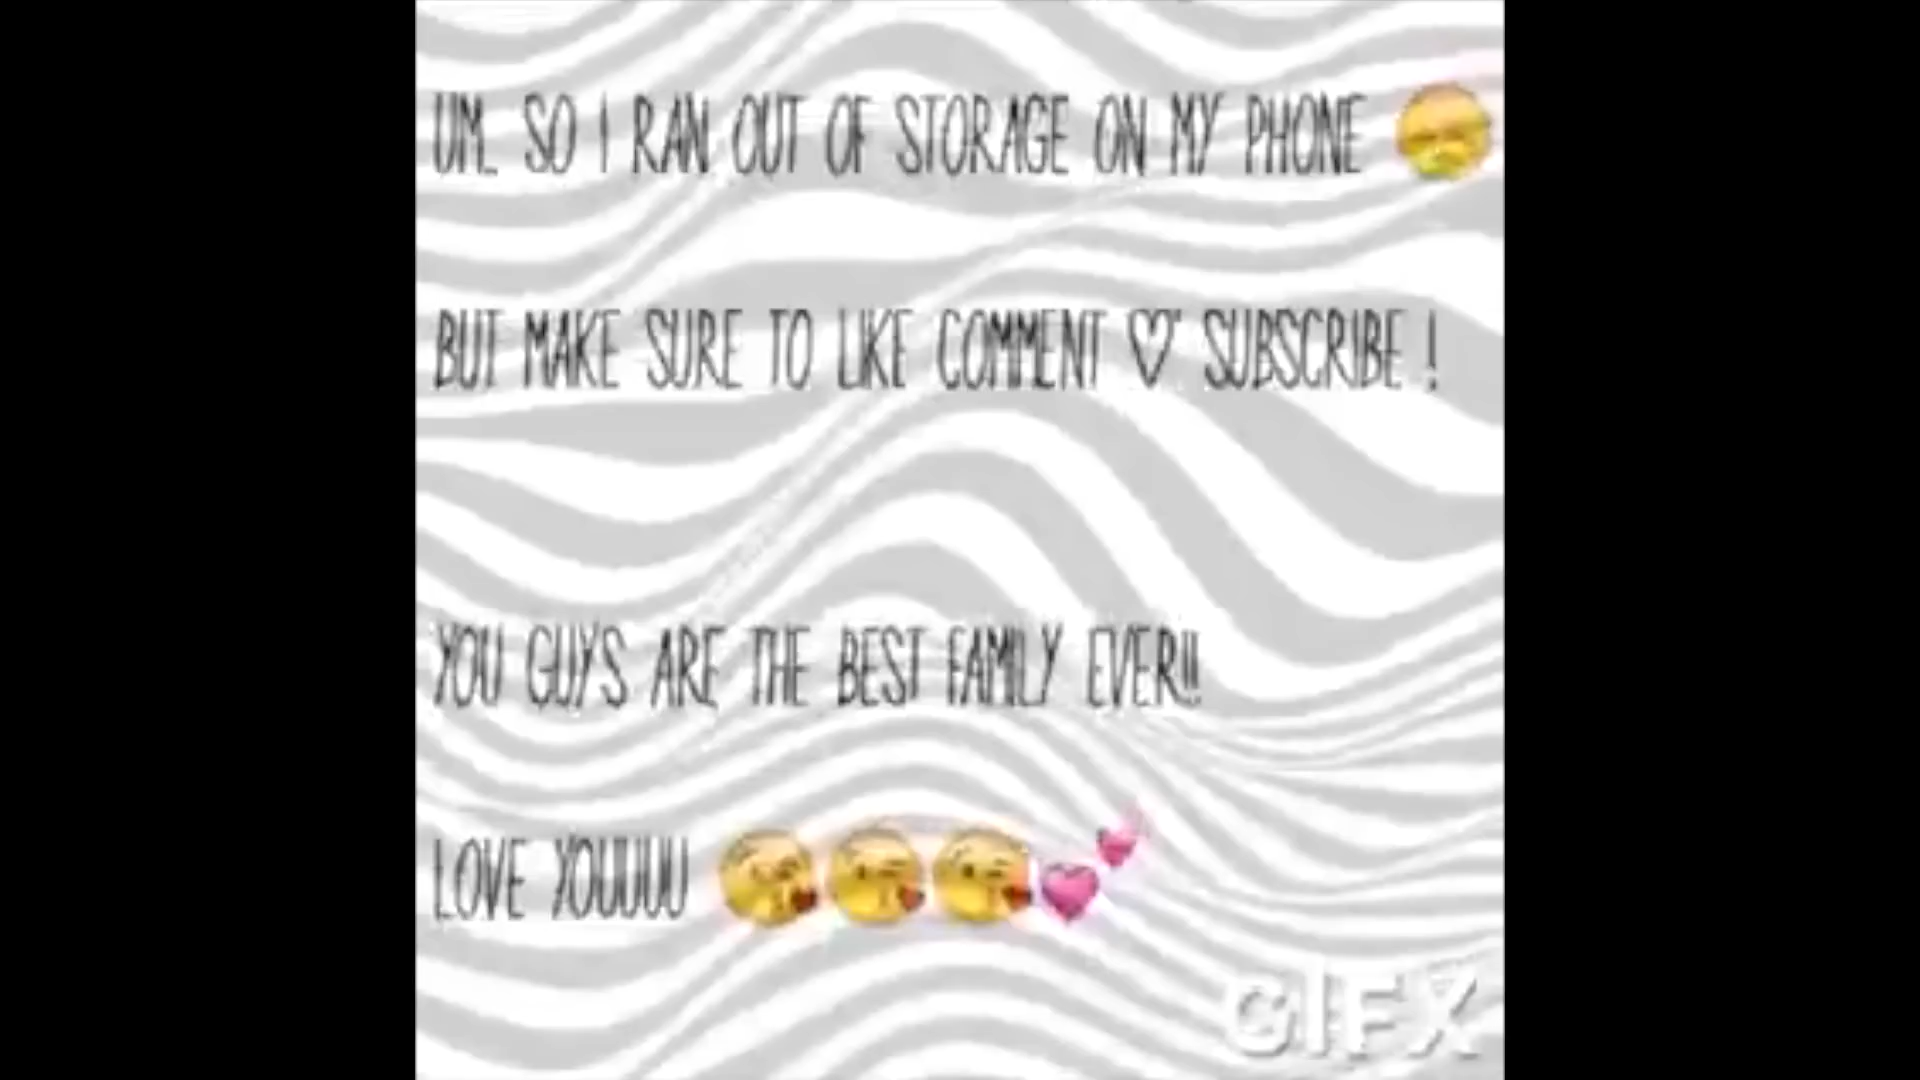 UM.. SO I RAN OUT OF STORAGE ON MY PHONE 😭
BUT MAKE SURE TO LIKE COMMENT ♡ SUBSCRIBE !
YOU GUYS ARE THE BEST FAMILY EVER!!
LOVE YOUUUU 😘😘😘💕
GIFX